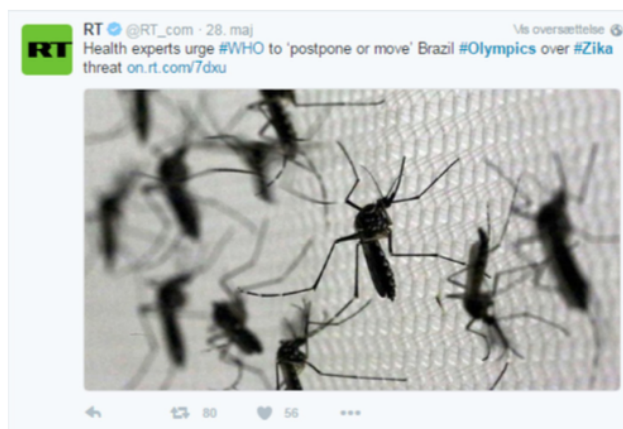 RT @RT_com · 28. maj Vis oversættelse
RT
Health experts urge #WHO to ‘postpone or move’ Brazil #Olympics over #Zika
threat on.rt.com/7dxu
80 56